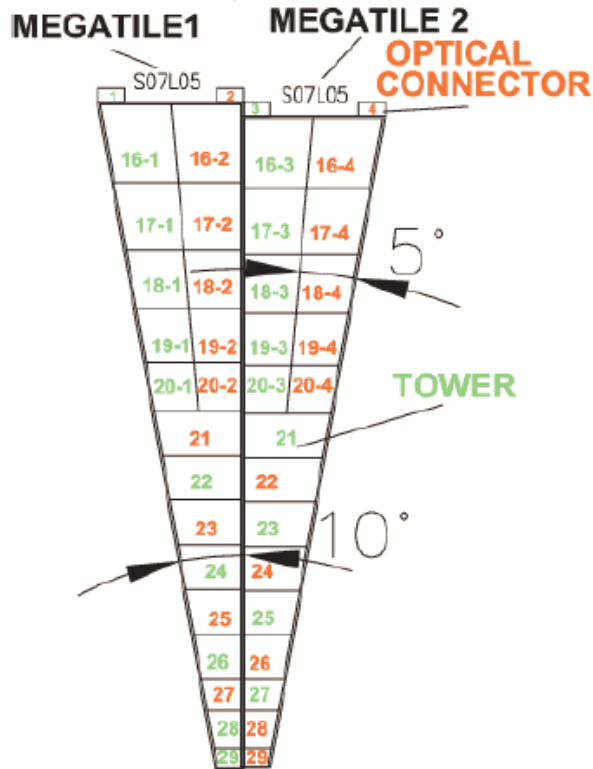 MEGATILE1 MEGATILE 2
OPTICAL
CONNECTOR
S07L05 S07L05
1 2 3 4
16-1 16-2 16-3 16-4
17-1 17-2 17-3 17-4
5°
18-1 18-2 18-3 18-4
19-1 19-2 19-3 19-4
20-1 20-2 20-3 20-4
TOWER
21 21
22 22
23 23
10°
24 24
25 25
26 26
27 27
28 28
29 29